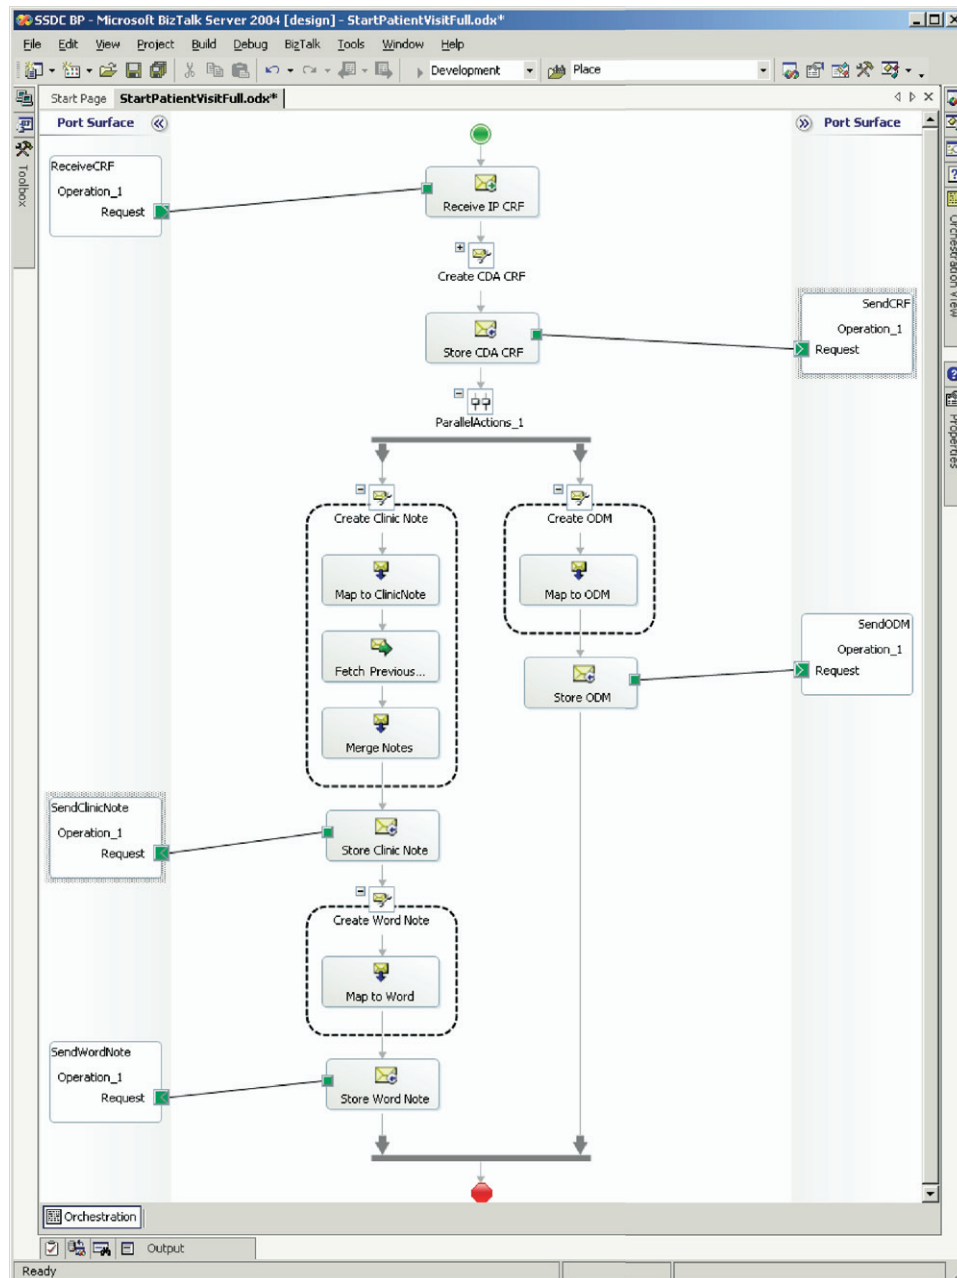 SSDC BP - Microsoft BizTalk Server 2004 [design] - StartPatientVisitFull.odx*
File Edit View Project Build Debug BizTalk Tools Window Help
Development Place
Start Page StartPatientVisitFull.odx*
Port Surface
Port Surface
Toolbox
Orchestration View
Properties
ReceiveCRF
Operation_1
Request
Receive IP CRF
Create CDA CRF
SendCRF
Operation_1
Request
Store CDA CRF
ParallelActions_1
Create Clinic Note
Create ODM
Map to ClinicNote
Map to ODM
Fetch Previous...
SendODM
Operation_1
Request
Store ODM
Merge Notes
SendClinicNote
Operation_1
Request
Store Clinic Note
Create Word Note
Map to Word
SendWordNote
Operation_1
Request
Store Word Note
Orchestration
Output
Ready